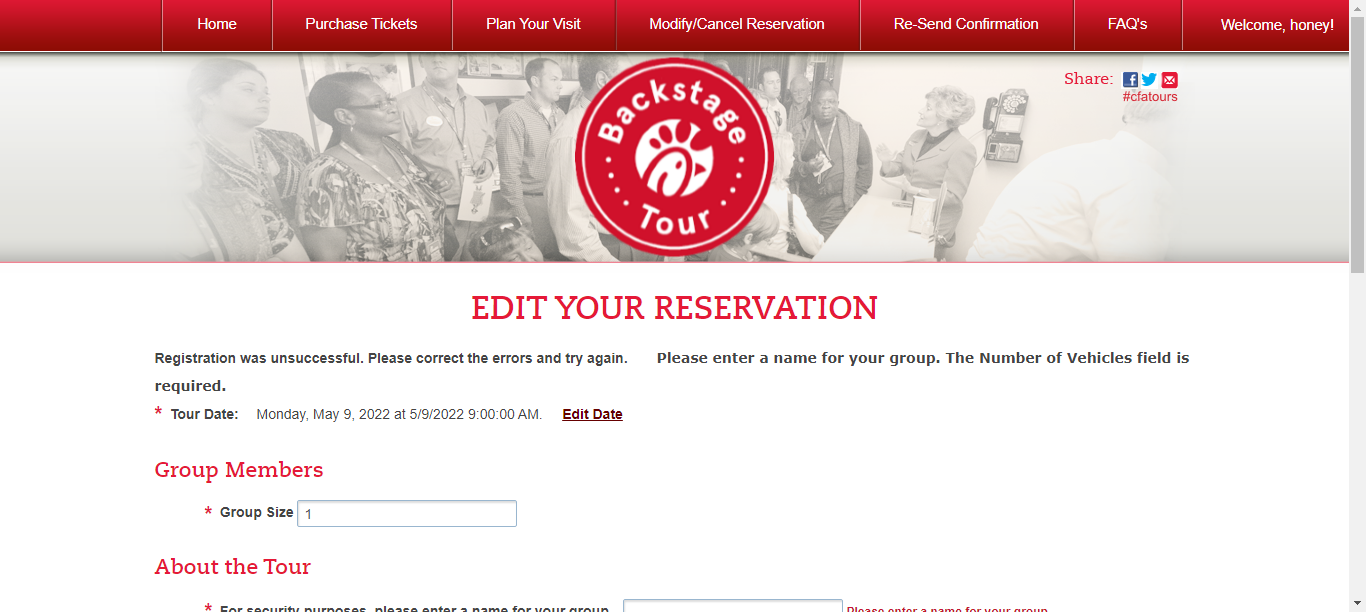 Home Purchase Tickets Plan Your Visit Modify/Cancel Reservation Re-Send Confirmation FAQ's Welcome, honey!
Share:
#cfatours
Backstage
Tour
EDIT YOUR RESERVATION
Registration was unsuccessful. Please correct the errors and try again. Please enter a name for your group. The Number of Vehicles field is
required.
* Tour Date: Monday, May 9, 2022 at 5/9/2022 9:00:00 AM. Edit Date
Group Members
* Group Size 1
About the Tour
* For security purposes, please enter a name for your group Please enter a name for your group.